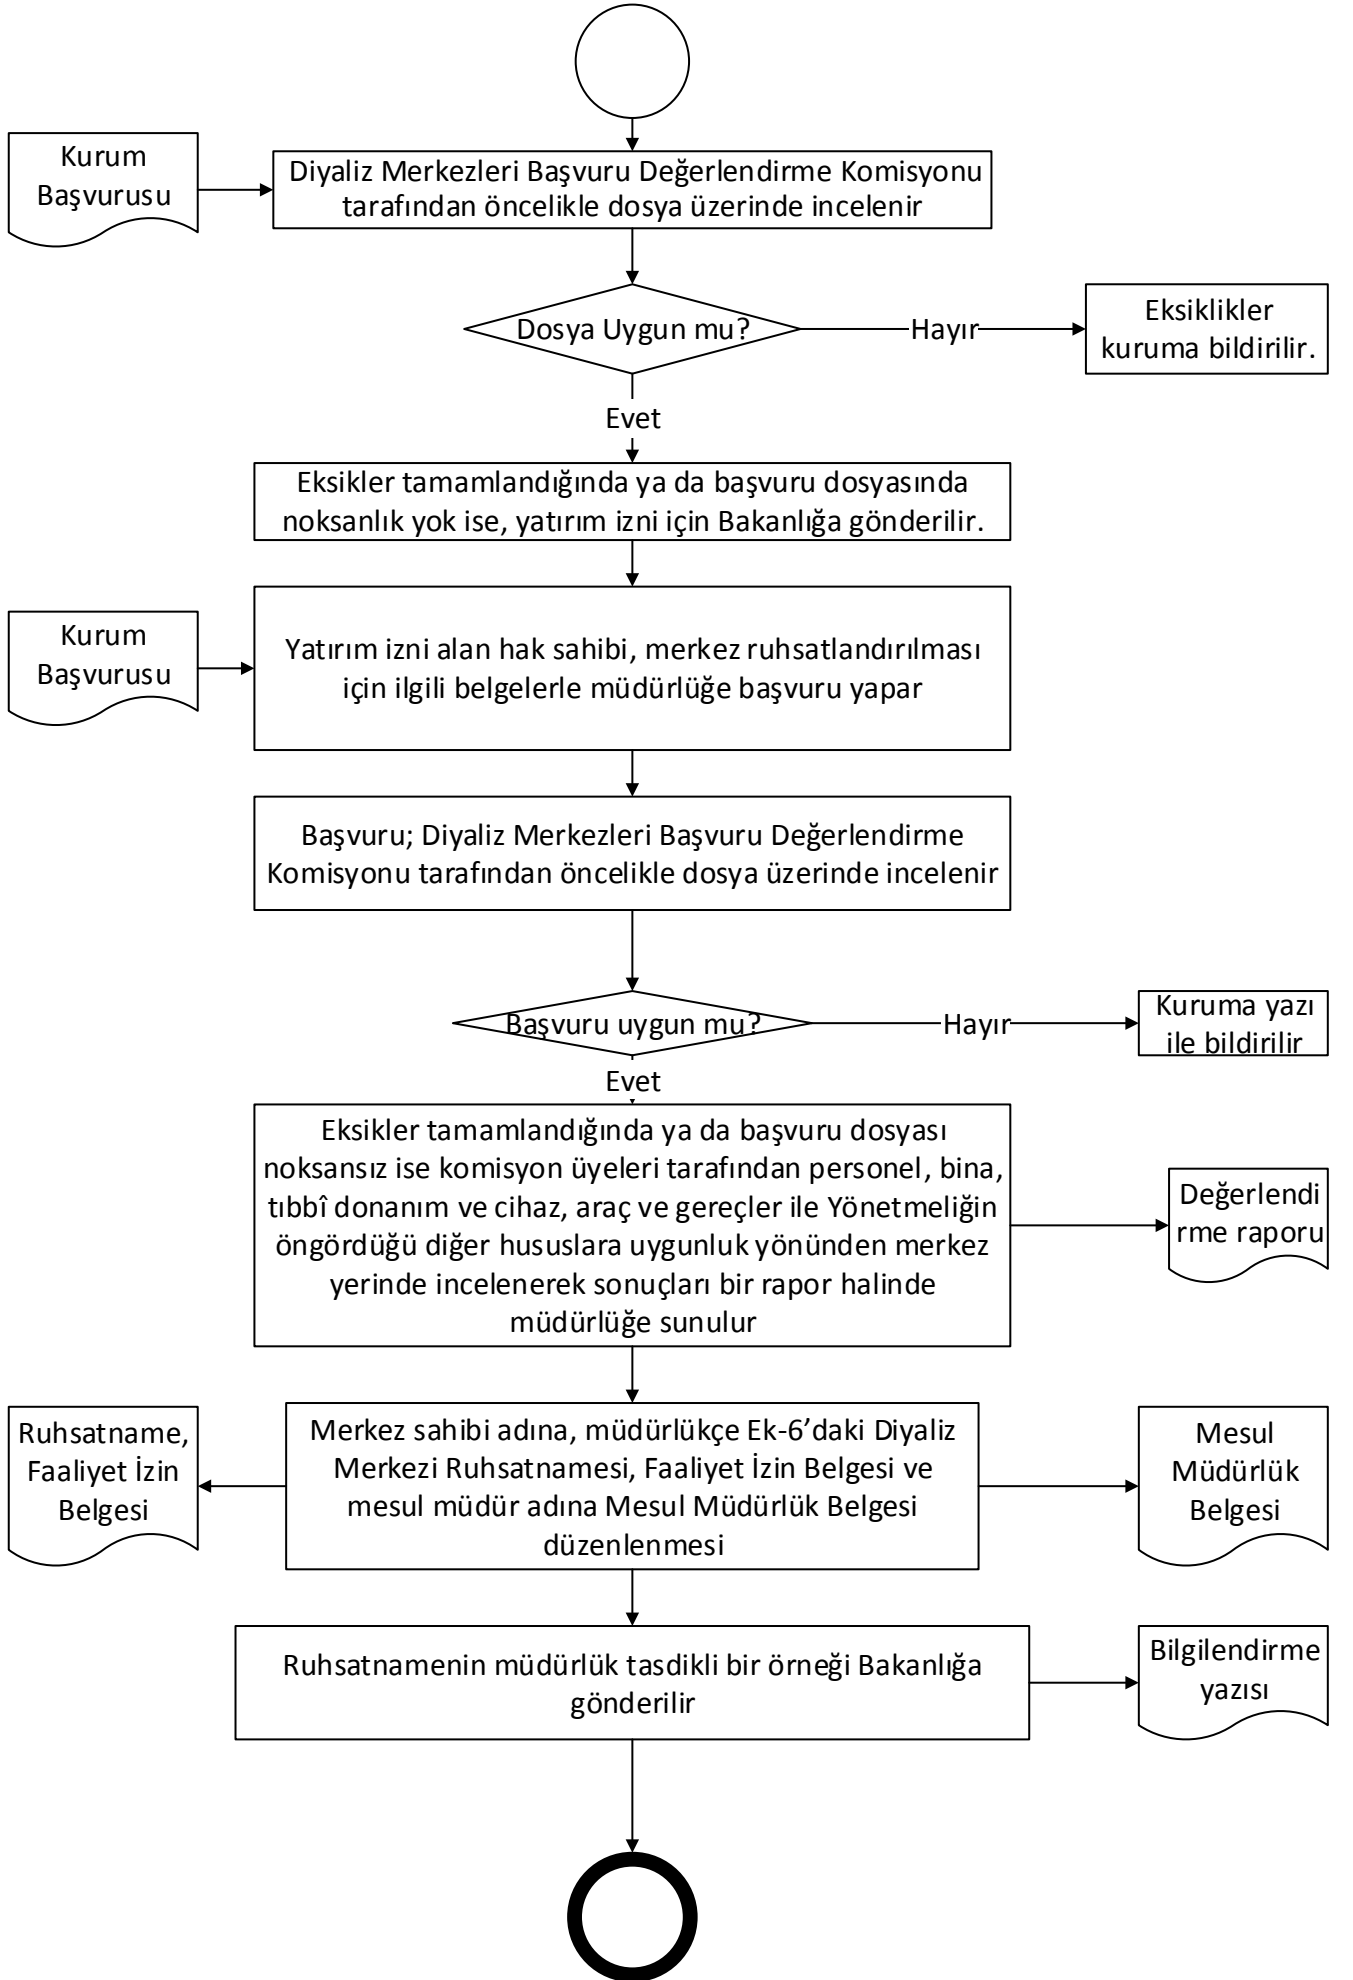 Kurum
Başvurusu
Diyaliz Merkezleri Başvuru Değerlendirme Komisyonu
tarafından öncelikle dosya üzerinde incelenir
Dosya Uygun mu?
Hayır
Eksiklikler
kuruma bildirilir.
Evet
Eksikler tamamlandığında ya da başvuru dosyasında
noksanlık yok ise, yatırım izni için Bakanlığa gönderilir.
Kurum
Başvurusu
Yatırım izni alan hak sahibi, merkez ruhsatlandırılması
için ilgili belgelerle müdürlüğe başvuru yapar
Başvuru; Diyaliz Merkezleri Başvuru Değerlendirme
Komisyonu tarafından öncelikle dosya üzerinde incelenir
Başvuru uygun mu?
Hayır
Kuruma yazı
ile bildirilir
Evet
Eksikler tamamlandığında ya da başvuru dosyası
noksansız ise komisyon üyeleri tarafından personel, bina,
tıbbî donanım ve cihaz, araç ve gereçler ile Yönetmeliğin
öngördüğü diğer hususlara uygunluk yönünden merkez
yerinde incelenerek sonuçları bir rapor halinde
müdürlüğe sunulur
Değerlendi
rme raporu
Ruhsatname,
Faaliyet İzin
Belgesi
Merkez sahibi adına, müdürlükçe Ek-6’daki Diyaliz
Merkezi Ruhsatnamesi, Faaliyet İzin Belgesi ve
mesul müdür adına Mesul Müdürlük Belgesi
düzenlenmesi
Mesul
Müdürlük
Belgesi
Ruhsatnamenin müdürlük tasdikli bir örneği Bakanlığa
gönderilir
Bilgilendirme
yazısı